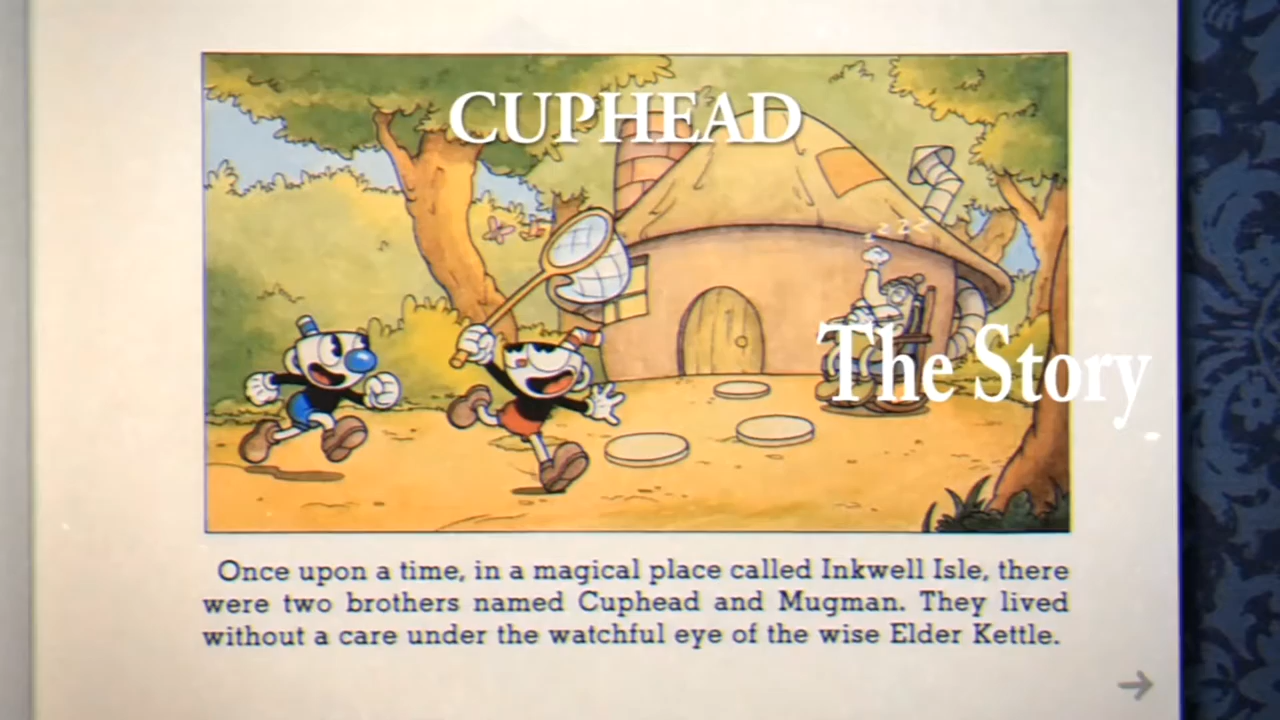 CUPHEAD
z z z z
The Story
Once upon a time, in a magical place called Inkwell Isle, there
were two brothers named Cuphead and Mugman. They lived
without a care under the watchful eye of the wise Elder Kettle.